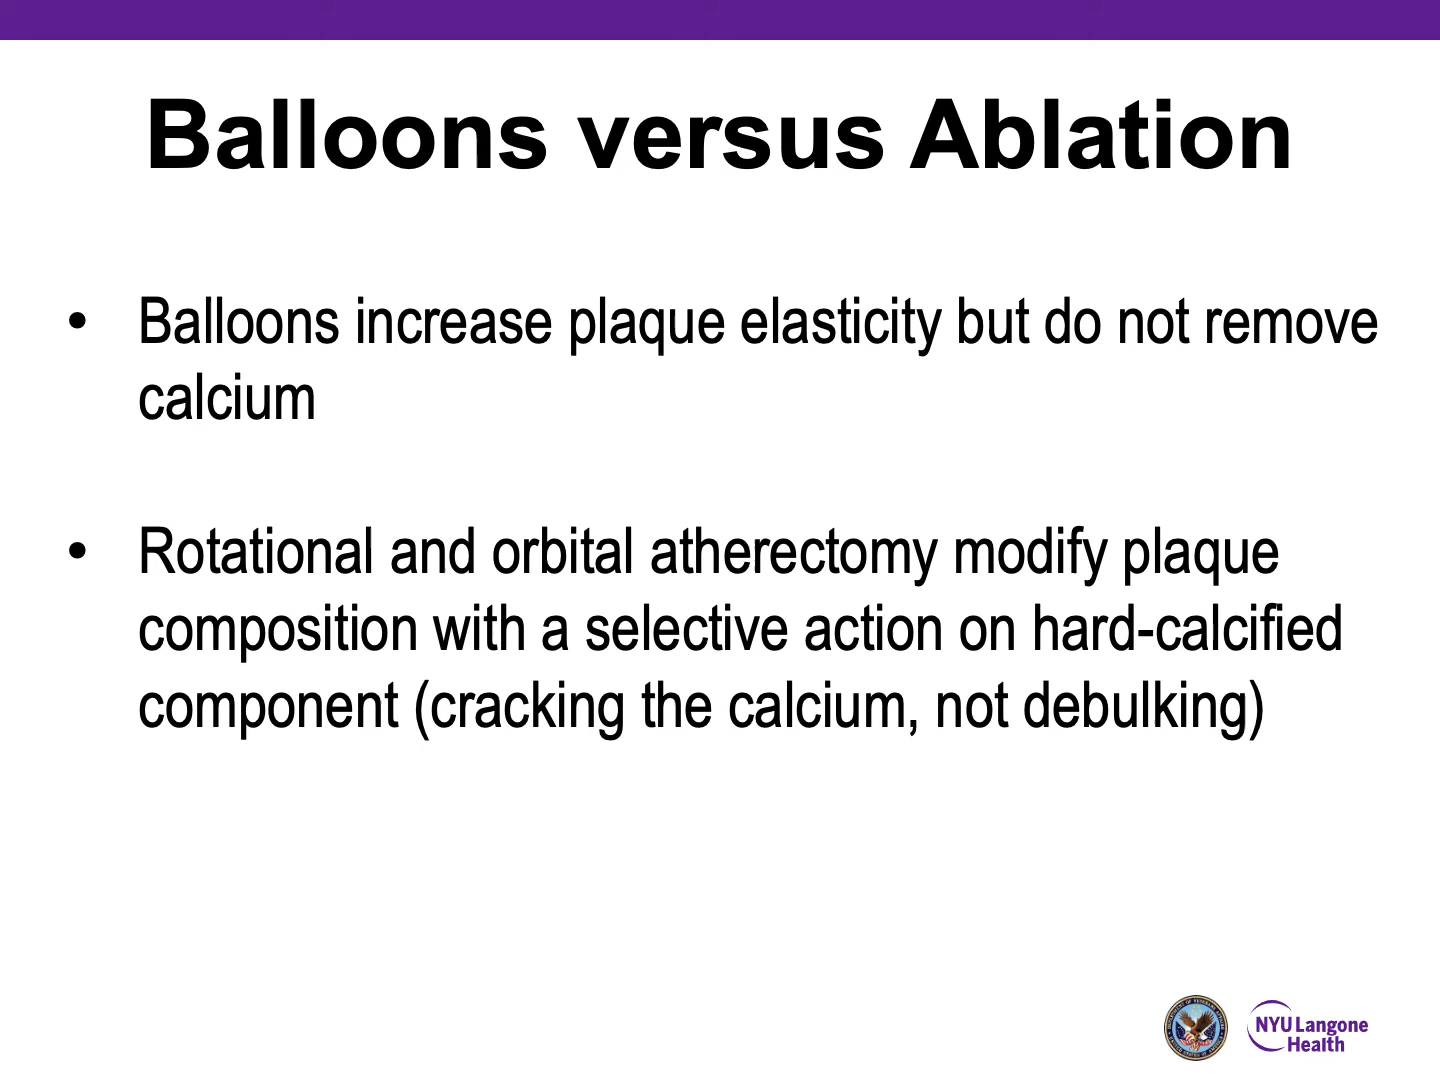 Balloons versus Ablation
• Balloons increase plaque elasticity but do not remove
calcium
• Rotational and orbital atherectomy modify plaque
composition with a selective action on hard-calcified
component (cracking the calcium, not debulking)
NYU Langone
Health